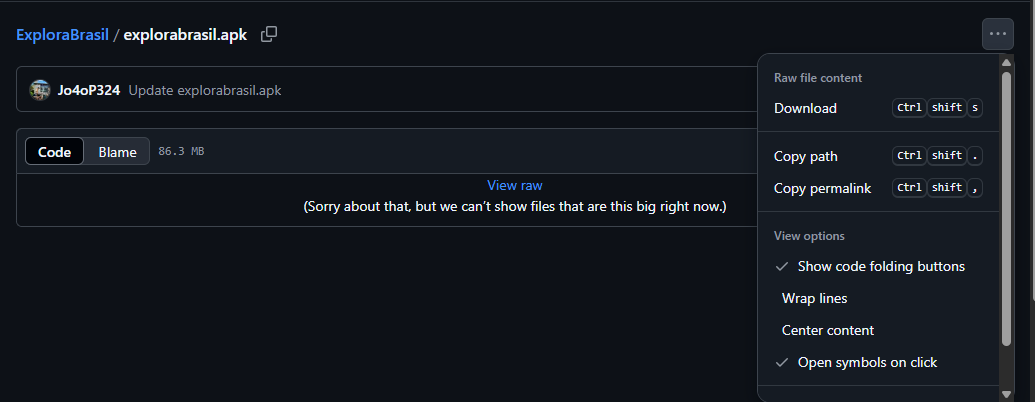 ExploraBrasil / explorabrasil.apk
Jo4oP324 Update explorabrasil.apk
Code Blame 86.3 MB
View raw
(Sorry about that, but we can’t show files that are this big right now.)
Raw file content
Download Ctrl shift s
Copy path Ctrl shift .
Copy permalink Ctrl shift ,
View options
Show code folding buttons
Wrap lines
Center content
Open symbols on click